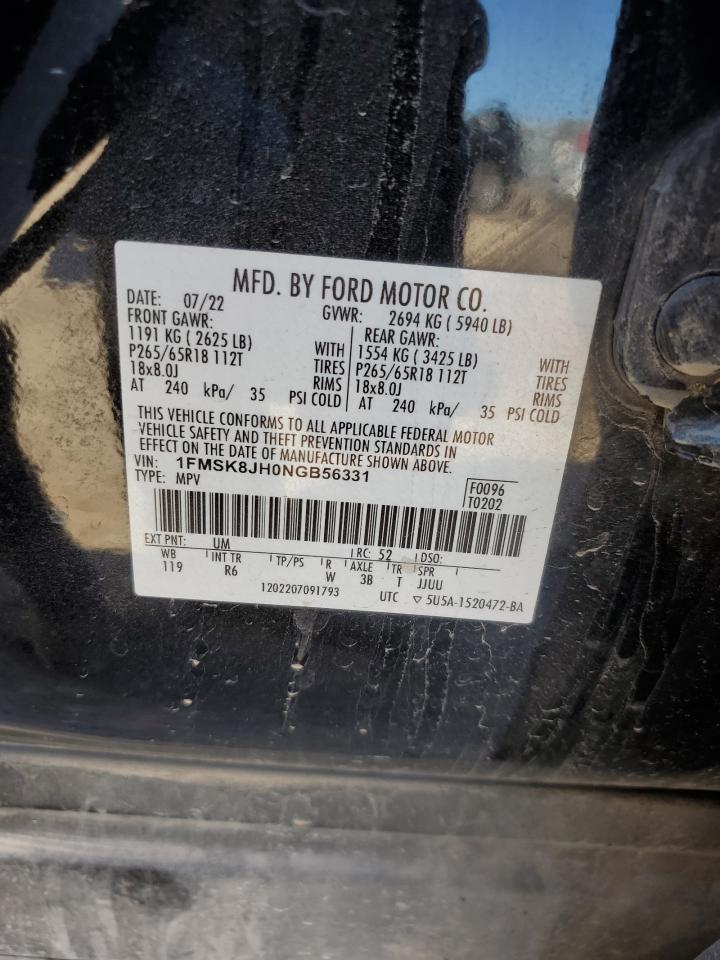 MFD. BY FORD MOTOR CO.
DATE: 07/22 GVWR: 2694 KG ( 5940 LB)
FRONT GAWR: REAR GAWR:
1191 KG ( 2625 LB) WITH 1554 KG ( 3425 LB) WITH
P265/65R18 112T TIRES P265/65R18 112T TIRES
18x8.0J RIMS 18x8.0J RIMS
AT 240 kPa/ 35 PSI COLD AT 240 kPa/ 35 PSI COLD
THIS VEHICLE CONFORMS TO ALL APPLICABLE FEDERAL MOTOR
VEHICLE SAFETY AND THEFT PREVENTION STANDARDS IN
EFFECT ON THE DATE OF MANUFACTURE SHOWN ABOVE.
VIN: 1FMSK8JH0NGB56331
TYPE: MPV F0096
T0202
EXT PNT: UM RC: 52 DSO:
WB INT TR TP/PS R AXLE TR SPR
119 R6 W 3B T JJUU
1202207091793 UTC ▽ 5U5A-1520472-BA